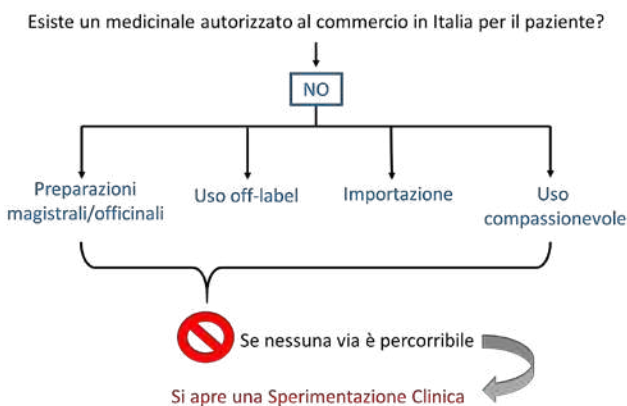 Esiste un medicinale autorizzato al commercio in Italia per il paziente?
NO
Preparazioni
magistrali/officinali
Uso off-label
Importazione
Uso
compassionevole
Se nessuna via è percorribile
Si apre una Sperimentazione Clinica